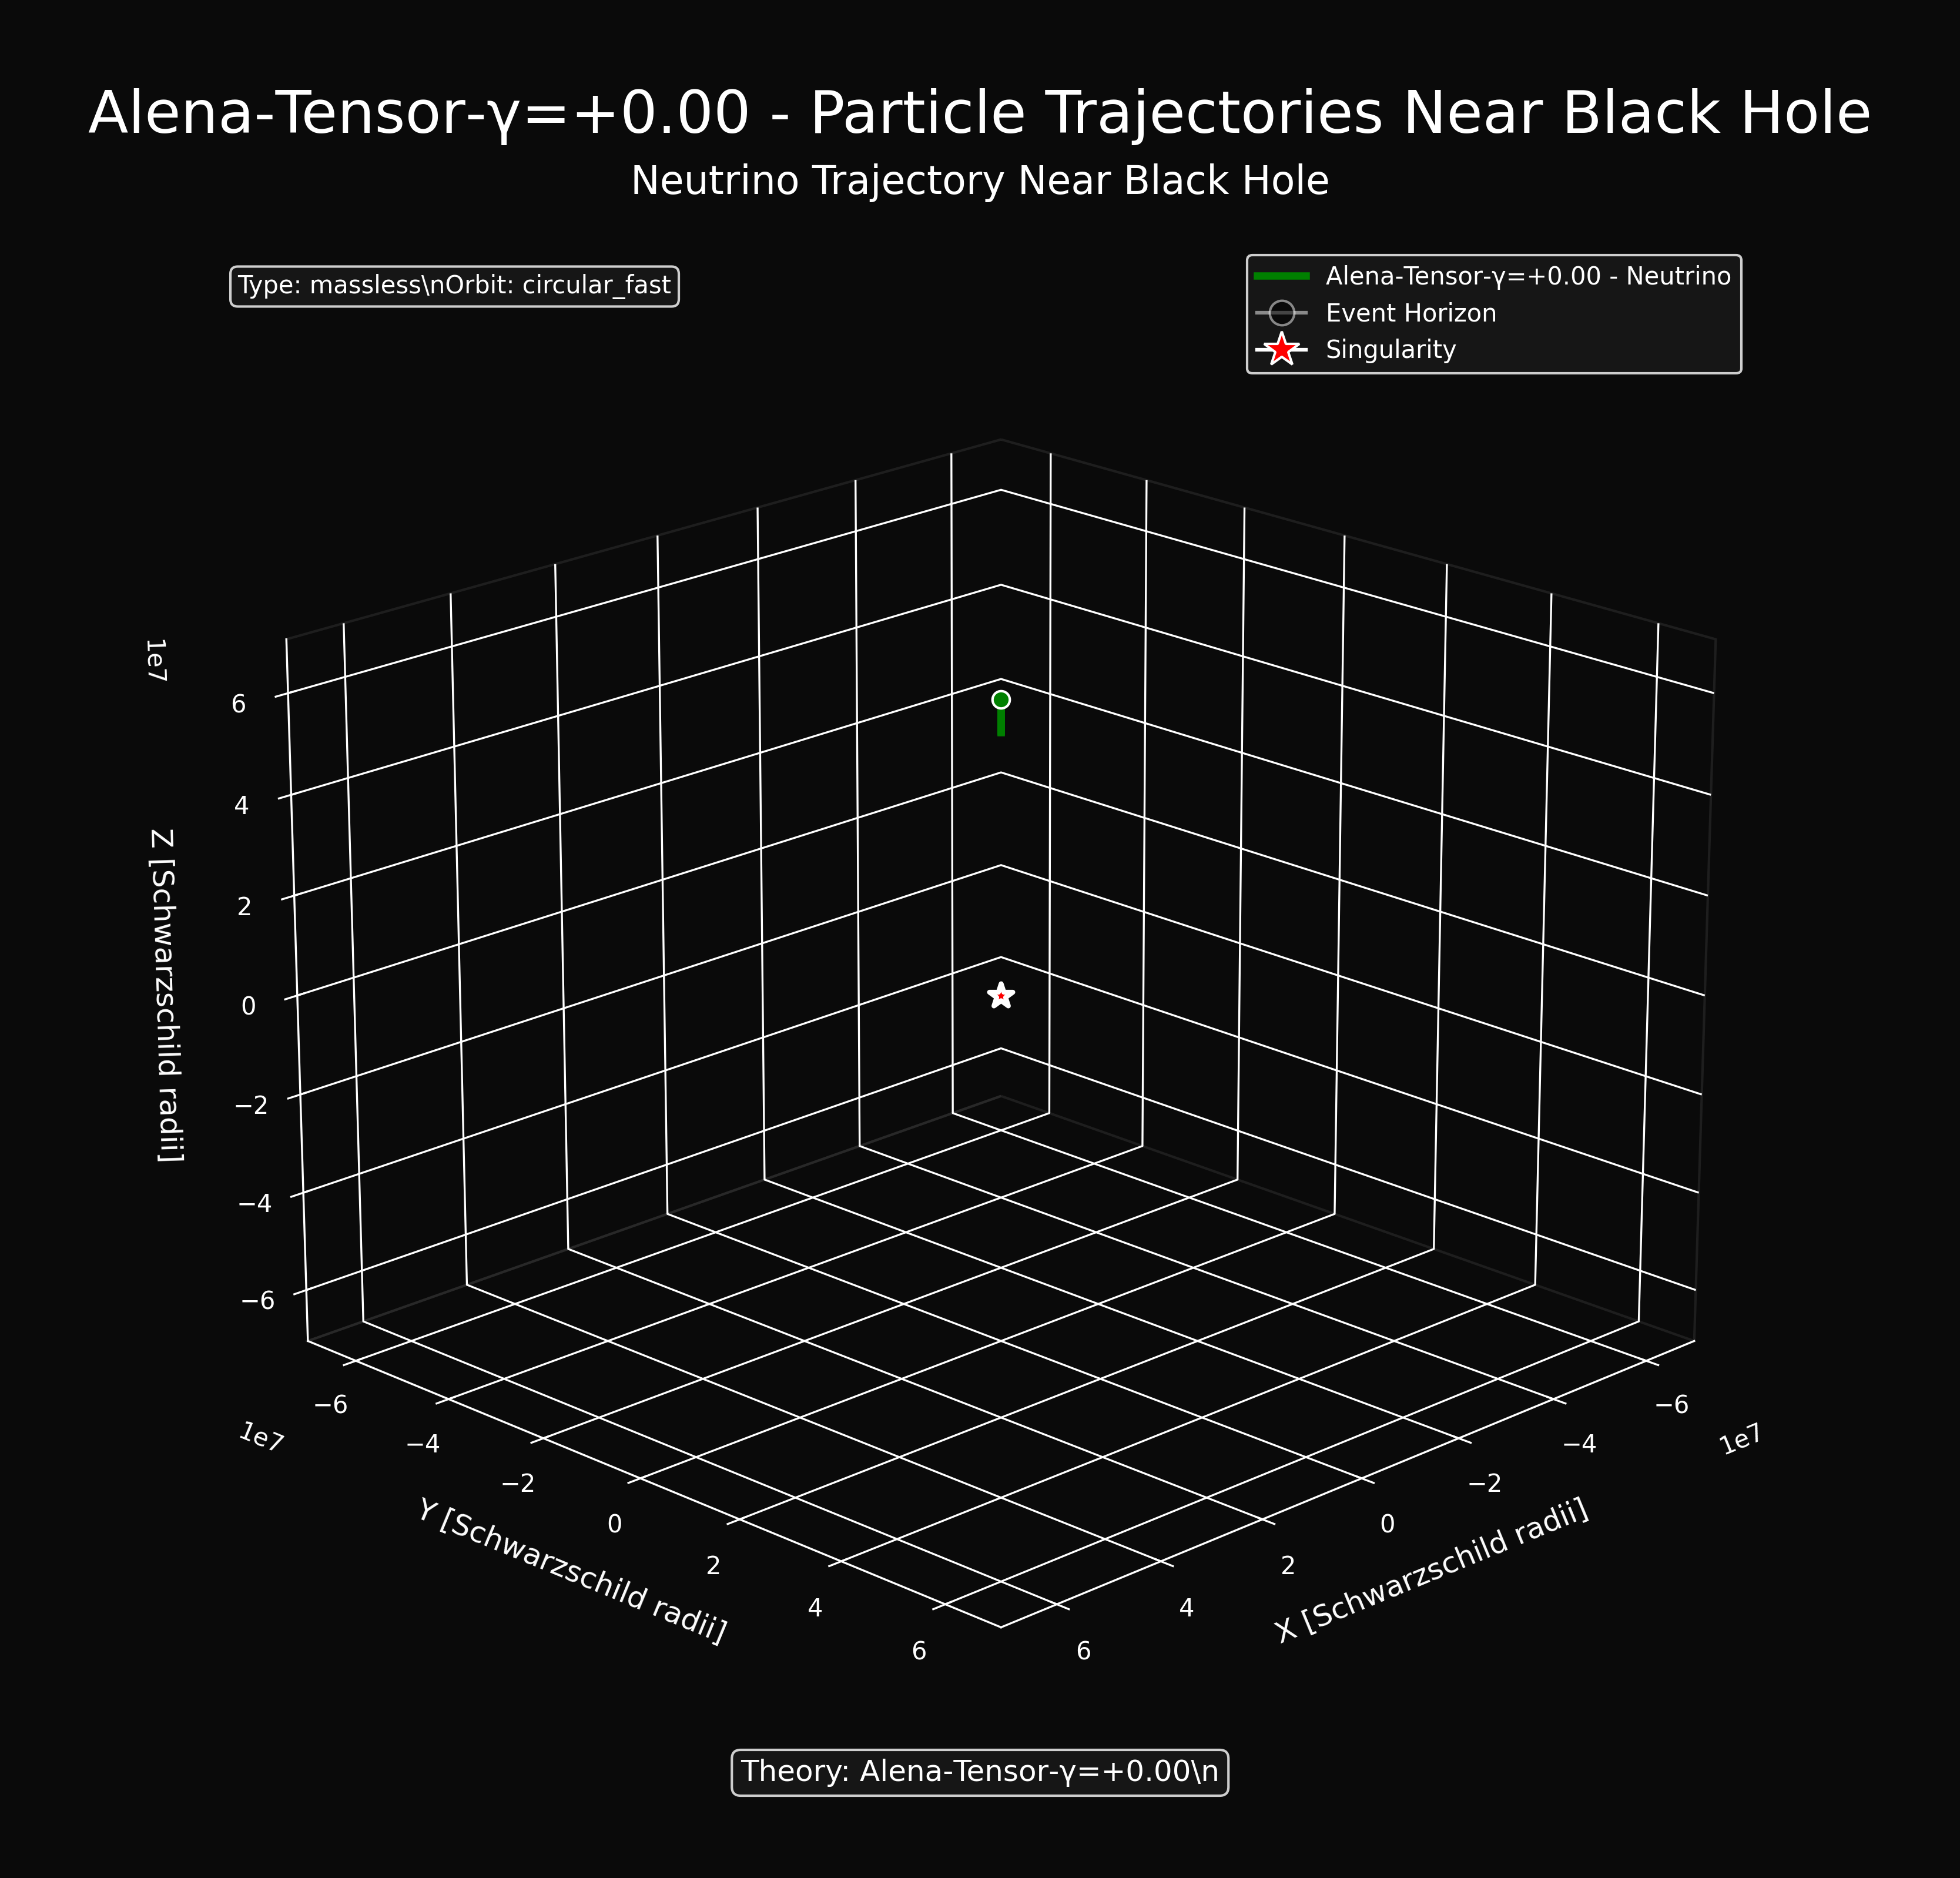 Alena-Tensor-γ=+0.00 - Particle Trajectories Near Black Hole
Neutrino Trajectory Near Black Hole
Type: massless\nOrbit: circular_fast
Alena-Tensor-γ=+0.00 - Neutrino
Event Horizon
Singularity
1e7
6
4
2
0
−2
−4
−6
Z [Schwarzschild radii]
−6
−4
−2
0
2
4
6
1e7
Y [Schwarzschild radii]
6
4
2
0
−2
−4
−6
1e7
X [Schwarzschild radii]
Theory: Alena-Tensor-γ=+0.00\n